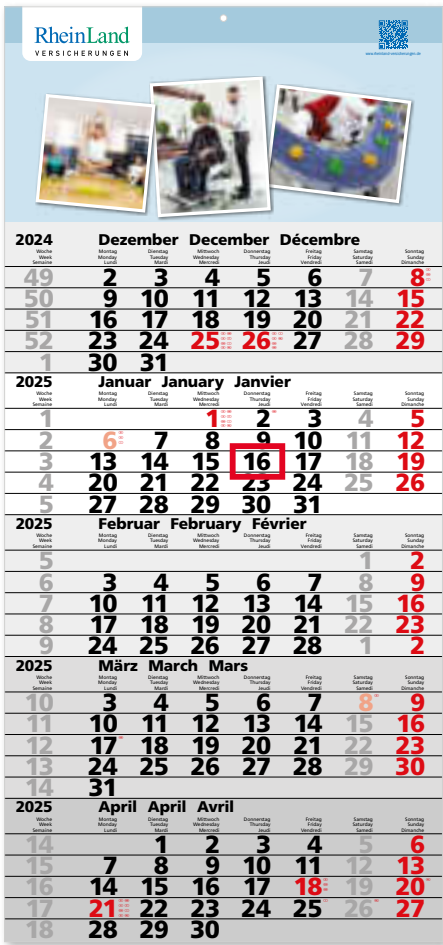 RheinLand
VERSICHERUNGEN
2024 Dezember December Décembre
Woche Montag Dienstag Mittwoch Donnerstag Freitag Samstag Sonntag
Week Monday Tuesday Wednesday Thursday Friday Saturday Sunday
Semaine Lundi Mardi Mercredi Jeudi Vendredi Samedi Dimanche
49 2 3 4 5 6 7 8
50 9 10 11 12 13 14 15
51 16 17 18 19 20 21 22
52 23 24 25 26 27 28 29
1 30 31
2025 Januar January Janvier
Woche Montag Dienstag Mittwoch Donnerstag Freitag Samstag Sonntag
Week Monday Tuesday Wednesday Thursday Friday Saturday Sunday
Semaine Lundi Mardi Mercredi Jeudi Vendredi Samedi Dimanche
1 1 2 3 4 5
2 6 7 8 9 10 11 12
3 13 14 15 16 17 18 19
4 20 21 22 23 24 25 26
5 27 28 29 30 31
2025 Februar February Février
Woche Montag Dienstag Mittwoch Donnerstag Freitag Samstag Sonntag
Week Monday Tuesday Wednesday Thursday Friday Saturday Sunday
Semaine Lundi Mardi Mercredi Jeudi Vendredi Samedi Dimanche
5 1 2
6 3 4 5 6 7 8 9
7 10 11 12 13 14 15 16
8 17 18 19 20 21 22 23
9 24 25 26 27 28 1 2
2025 März March Mars
Woche Montag Dienstag Mittwoch Donnerstag Freitag Samstag Sonntag
Week Monday Tuesday Wednesday Thursday Friday Saturday Sunday
Semaine Lundi Mardi Mercredi Jeudi Vendredi Samedi Dimanche
10 3 4 5 6 7 8 9
11 10 11 12 13 14 15 16
12 17 18 19 20 21 22 23
13 24 25 26 27 28 29 30
14 31
2025 April April Avril
Woche Montag Dienstag Mittwoch Donnerstag Freitag Samstag Sonntag
Week Monday Tuesday Wednesday Thursday Friday Saturday Sunday
Semaine Lundi Mardi Mercredi Jeudi Vendredi Samedi Dimanche
14 1 2 3 4 5 6
15 7 8 9 10 11 12 13
16 14 15 16 17 18 19 20
17 21 22 23 24 25 26 27
18 28 29 30